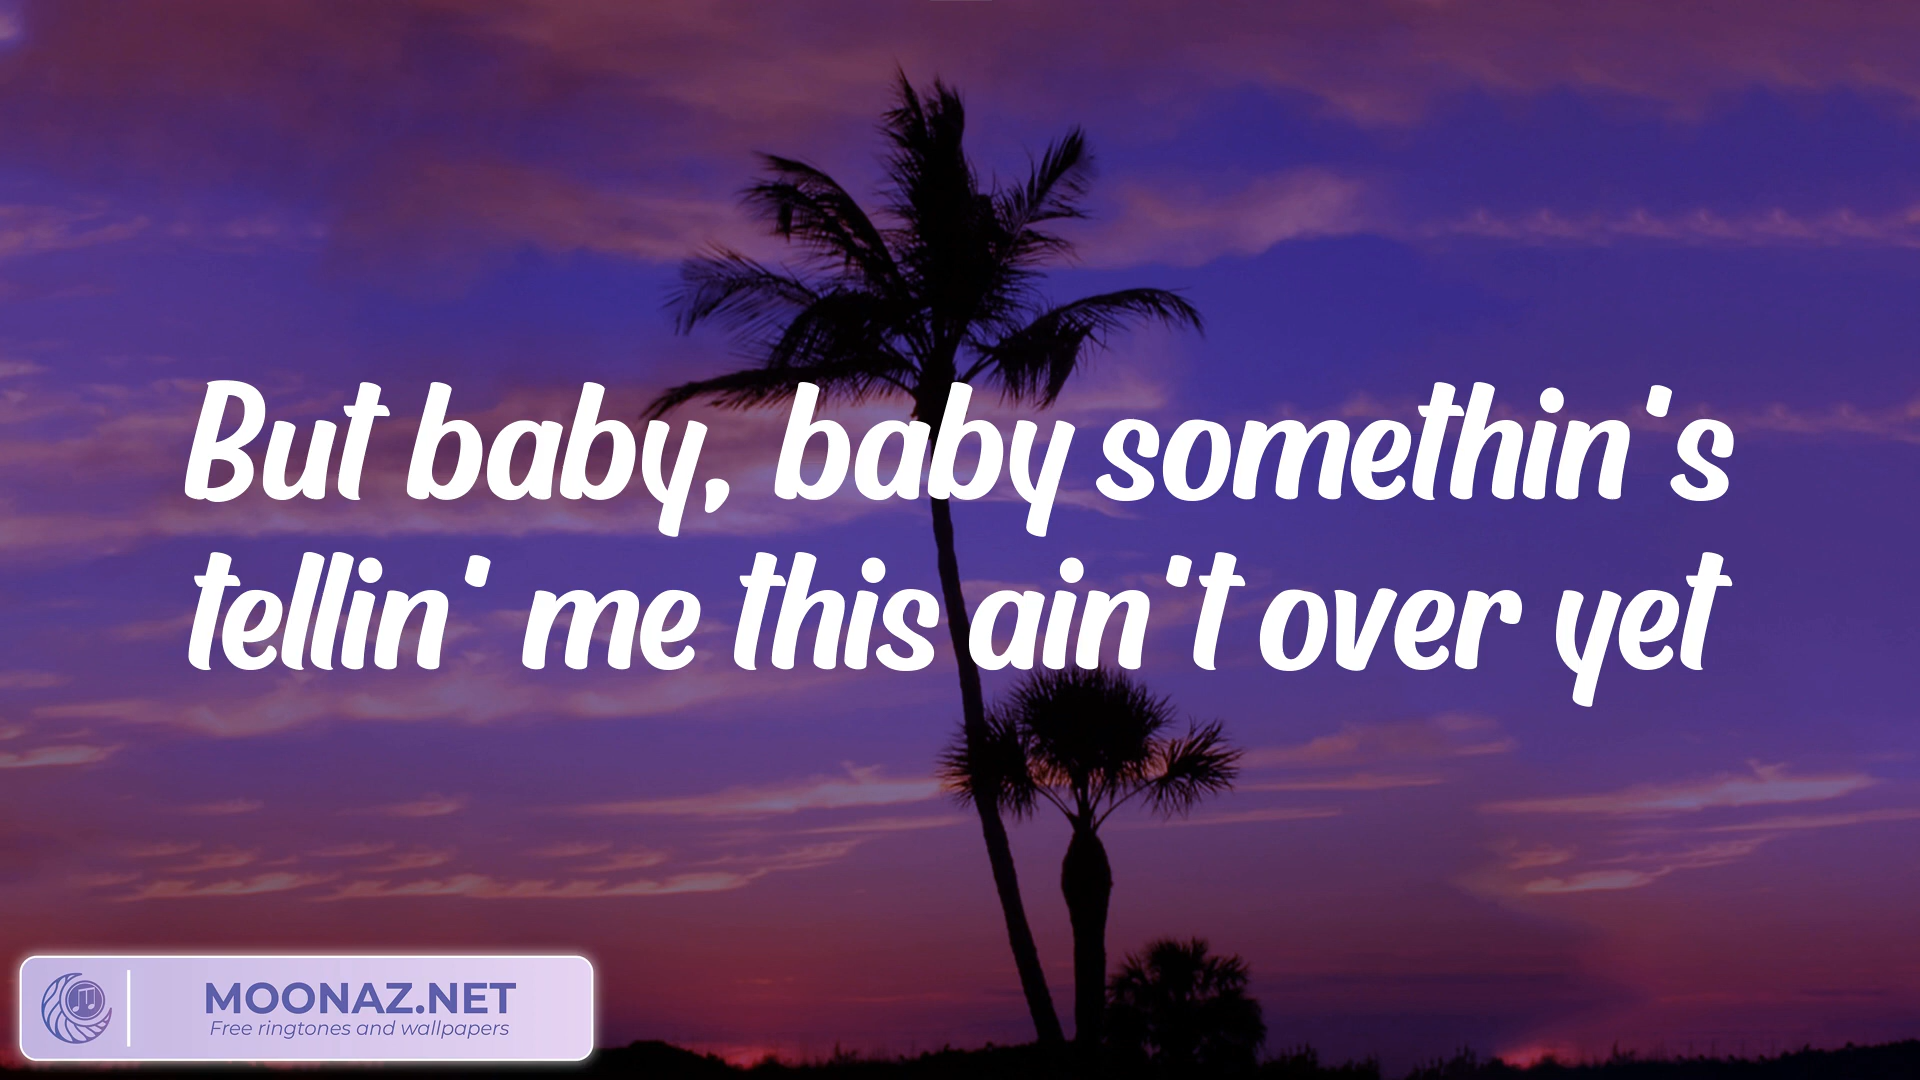 But baby, baby somethin's
tellin' me this ain't over yet
MOONAZ.NET
Free ringtones and wallpapers